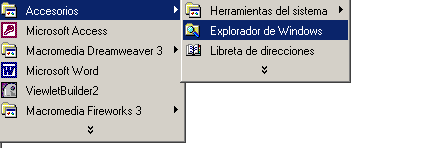 Accesorios
Microsoft Access
Macromedia Dreamweaver 3
Microsoft Word
ViewletBuilder2
Macromedia Fireworks 3
Herramientas del sistema
Explorador de Windows
Libreta de direcciones